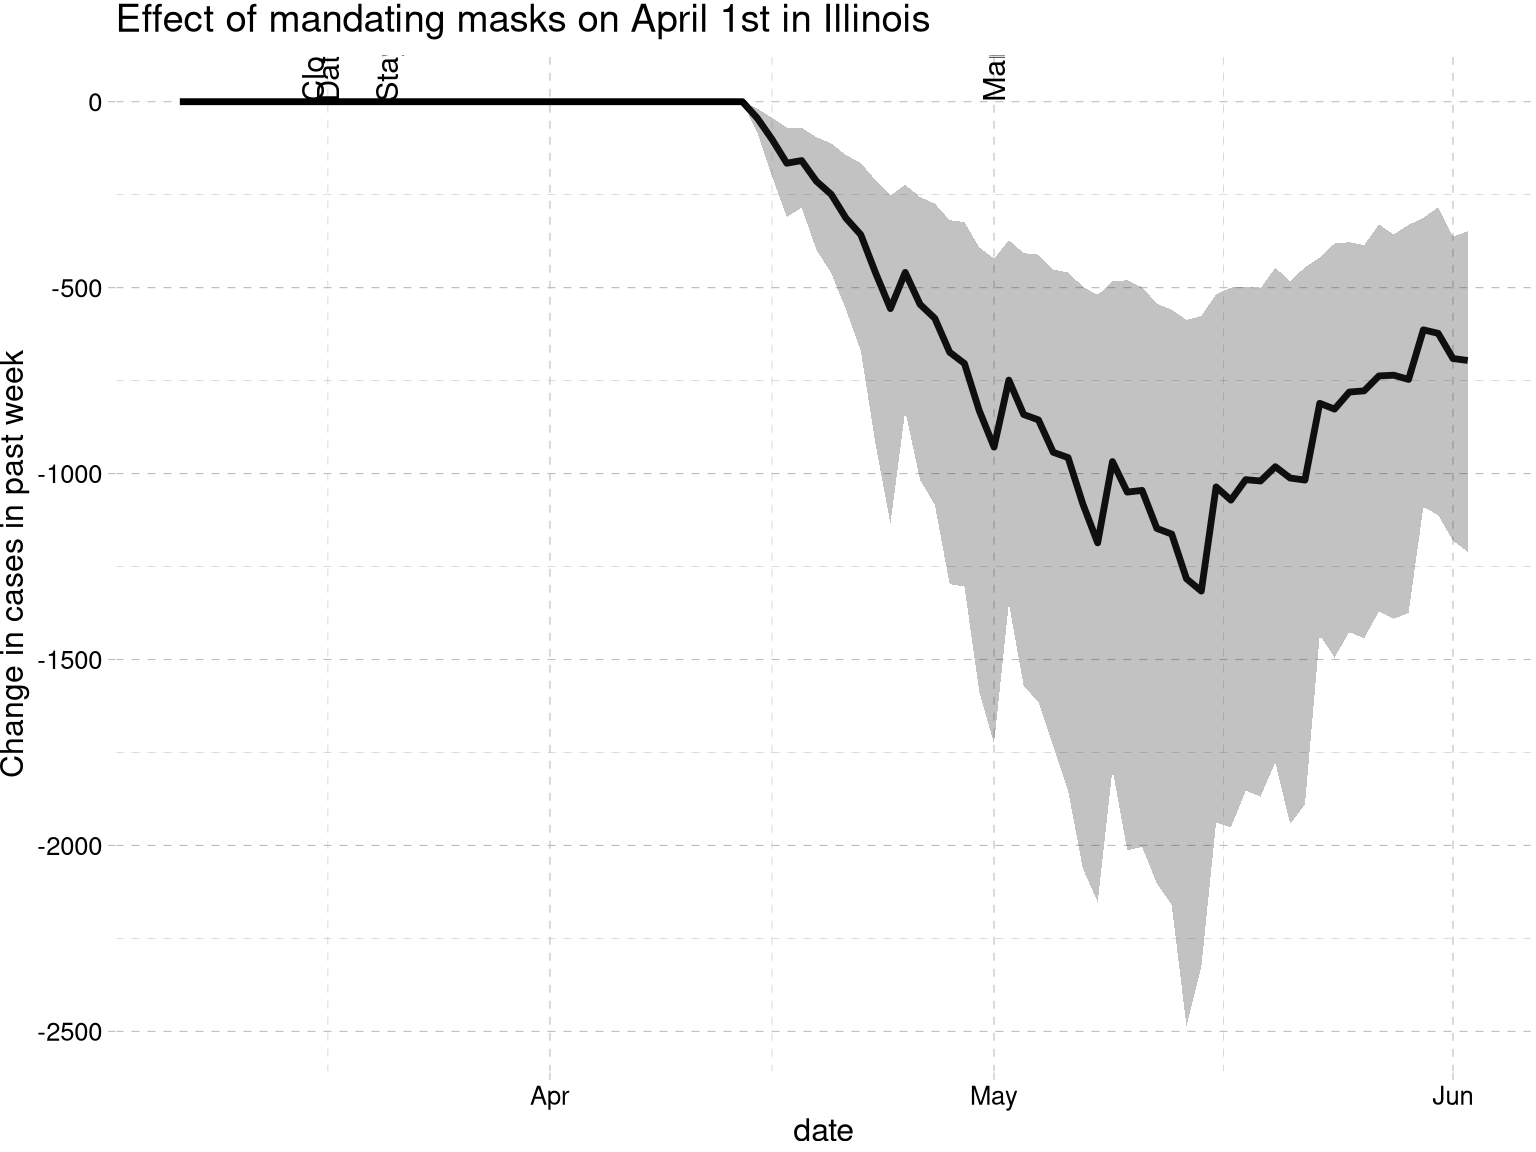 Effect of mandating masks on April 1st in Illinois
Change in cases in past week
0
-500
-1000
-1500
-2000
-2500
Apr
May
Jun
date